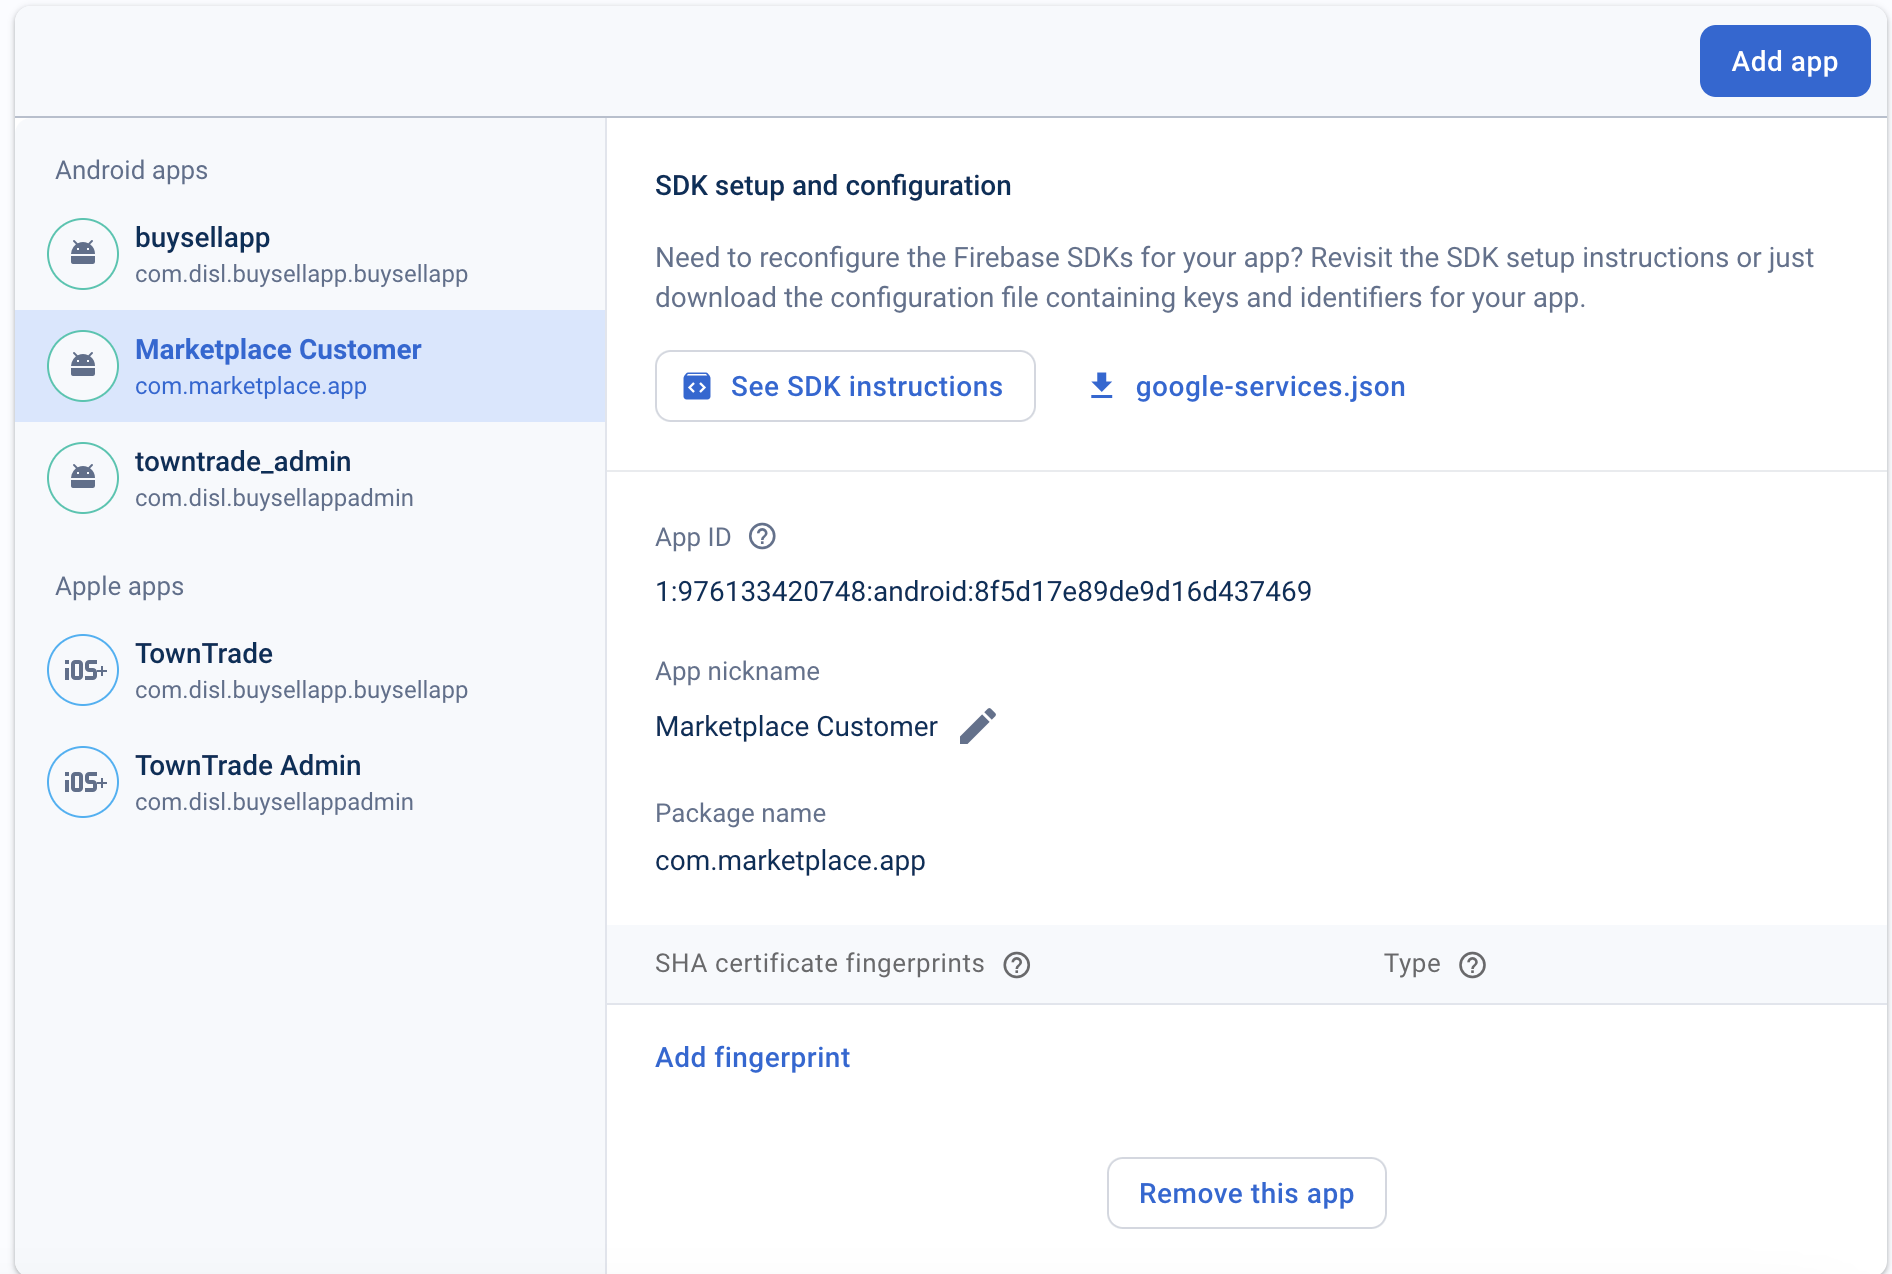 Add app
Android apps
buysellapp
com.disl.buysellapp.buysellapp
Marketplace Customer
com.marketplace.app
towntrade_admin
com.disl.buysellappadmin
Apple apps
iOS+
TownTrade
com.disl.buysellapp.buysellapp
iOS+
TownTrade Admin
com.disl.buysellappadmin
SDK setup and configuration
Need to reconfigure the Firebase SDKs for your app? Revisit the SDK setup instructions or just
download the configuration file containing keys and identifiers for your app.
See SDK instructions
google-services.json
App ID
1:976133420748:android:8f5d17e89de9d16d437469
App nickname
Marketplace Customer
Package name
com.marketplace.app
SHA certificate fingerprints
Type
Add fingerprint
Remove this app